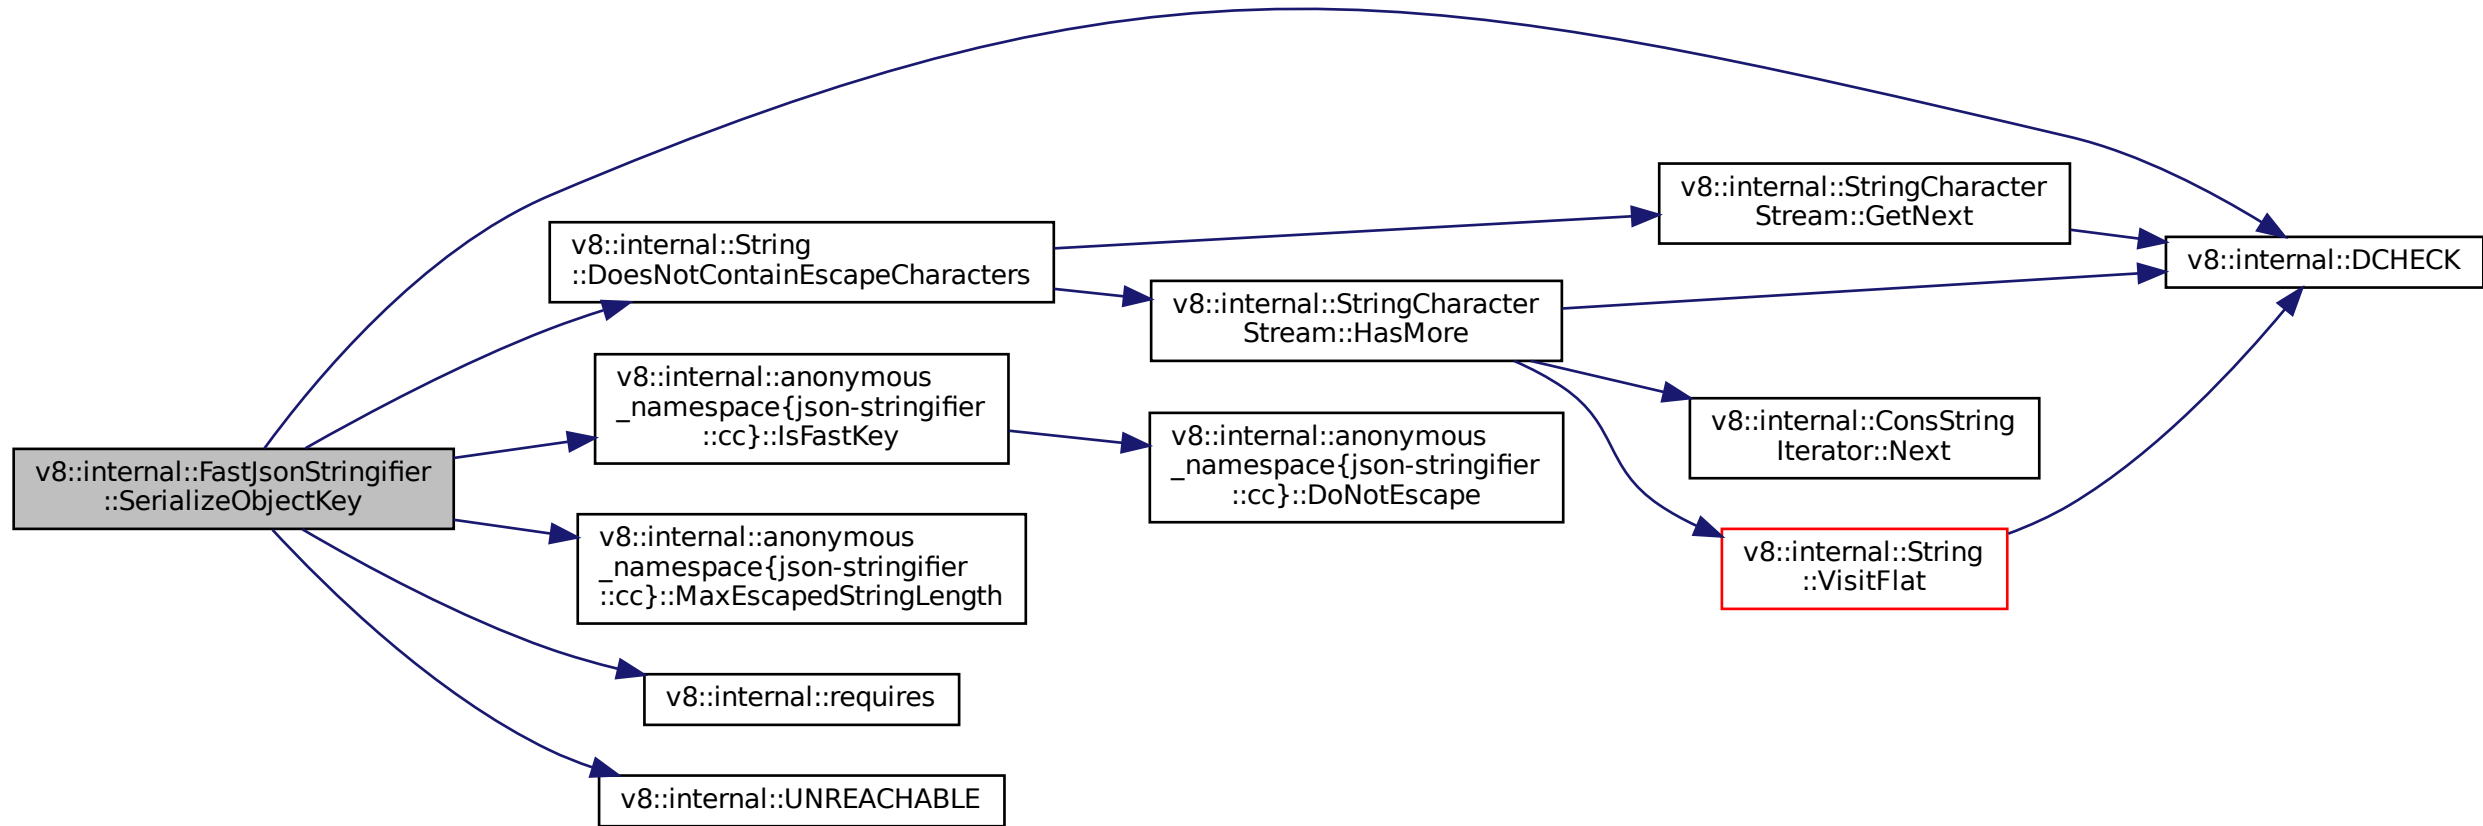 v8::internal::FastJsonStringifier
::SerializeObjectKey
v8::internal::String
::DoesNotContainEscapeCharacters
v8::internal::anonymous
_namespace{json-stringifier
::cc}::IsFastKey
v8::internal::anonymous
_namespace{json-stringifier
::cc}::MaxEscapedStringLength
v8::internal::requires
v8::internal::UNREACHABLE
v8::internal::StringCharacter
Stream::HasMore
v8::internal::anonymous
_namespace{json-stringifier
::cc}::DoNotEscape
v8::internal::StringCharacter
Stream::GetNext
v8::internal::ConsString
Iterator::Next
v8::internal::String
::VisitFlat
v8::internal::DCHECK